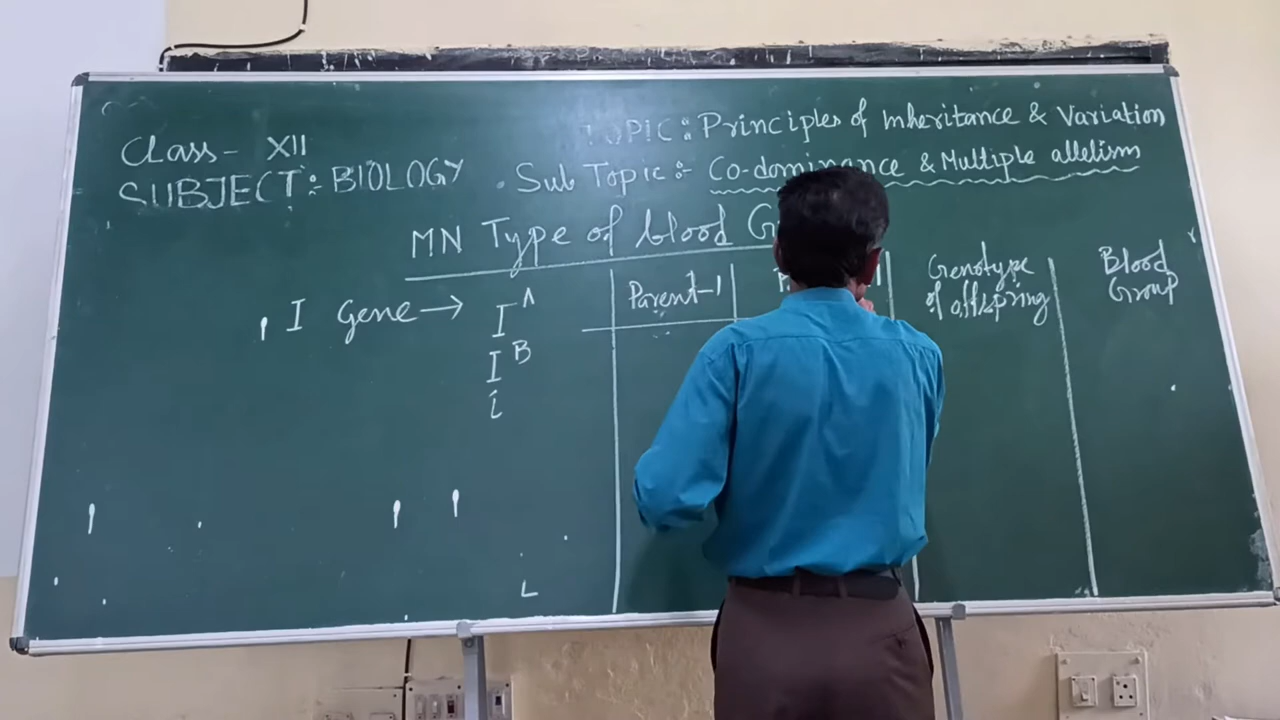 TOPIC:- Principles of Inheritance & Variation
Class- XII
SUBJECT:- BIOLOGY
Sub Topic:- Co-dominance & Multiple allelism
MN Type of blood
I Gene → I^A
I^B
i
Parent-1
Genotype of offspring
Blood Group
L